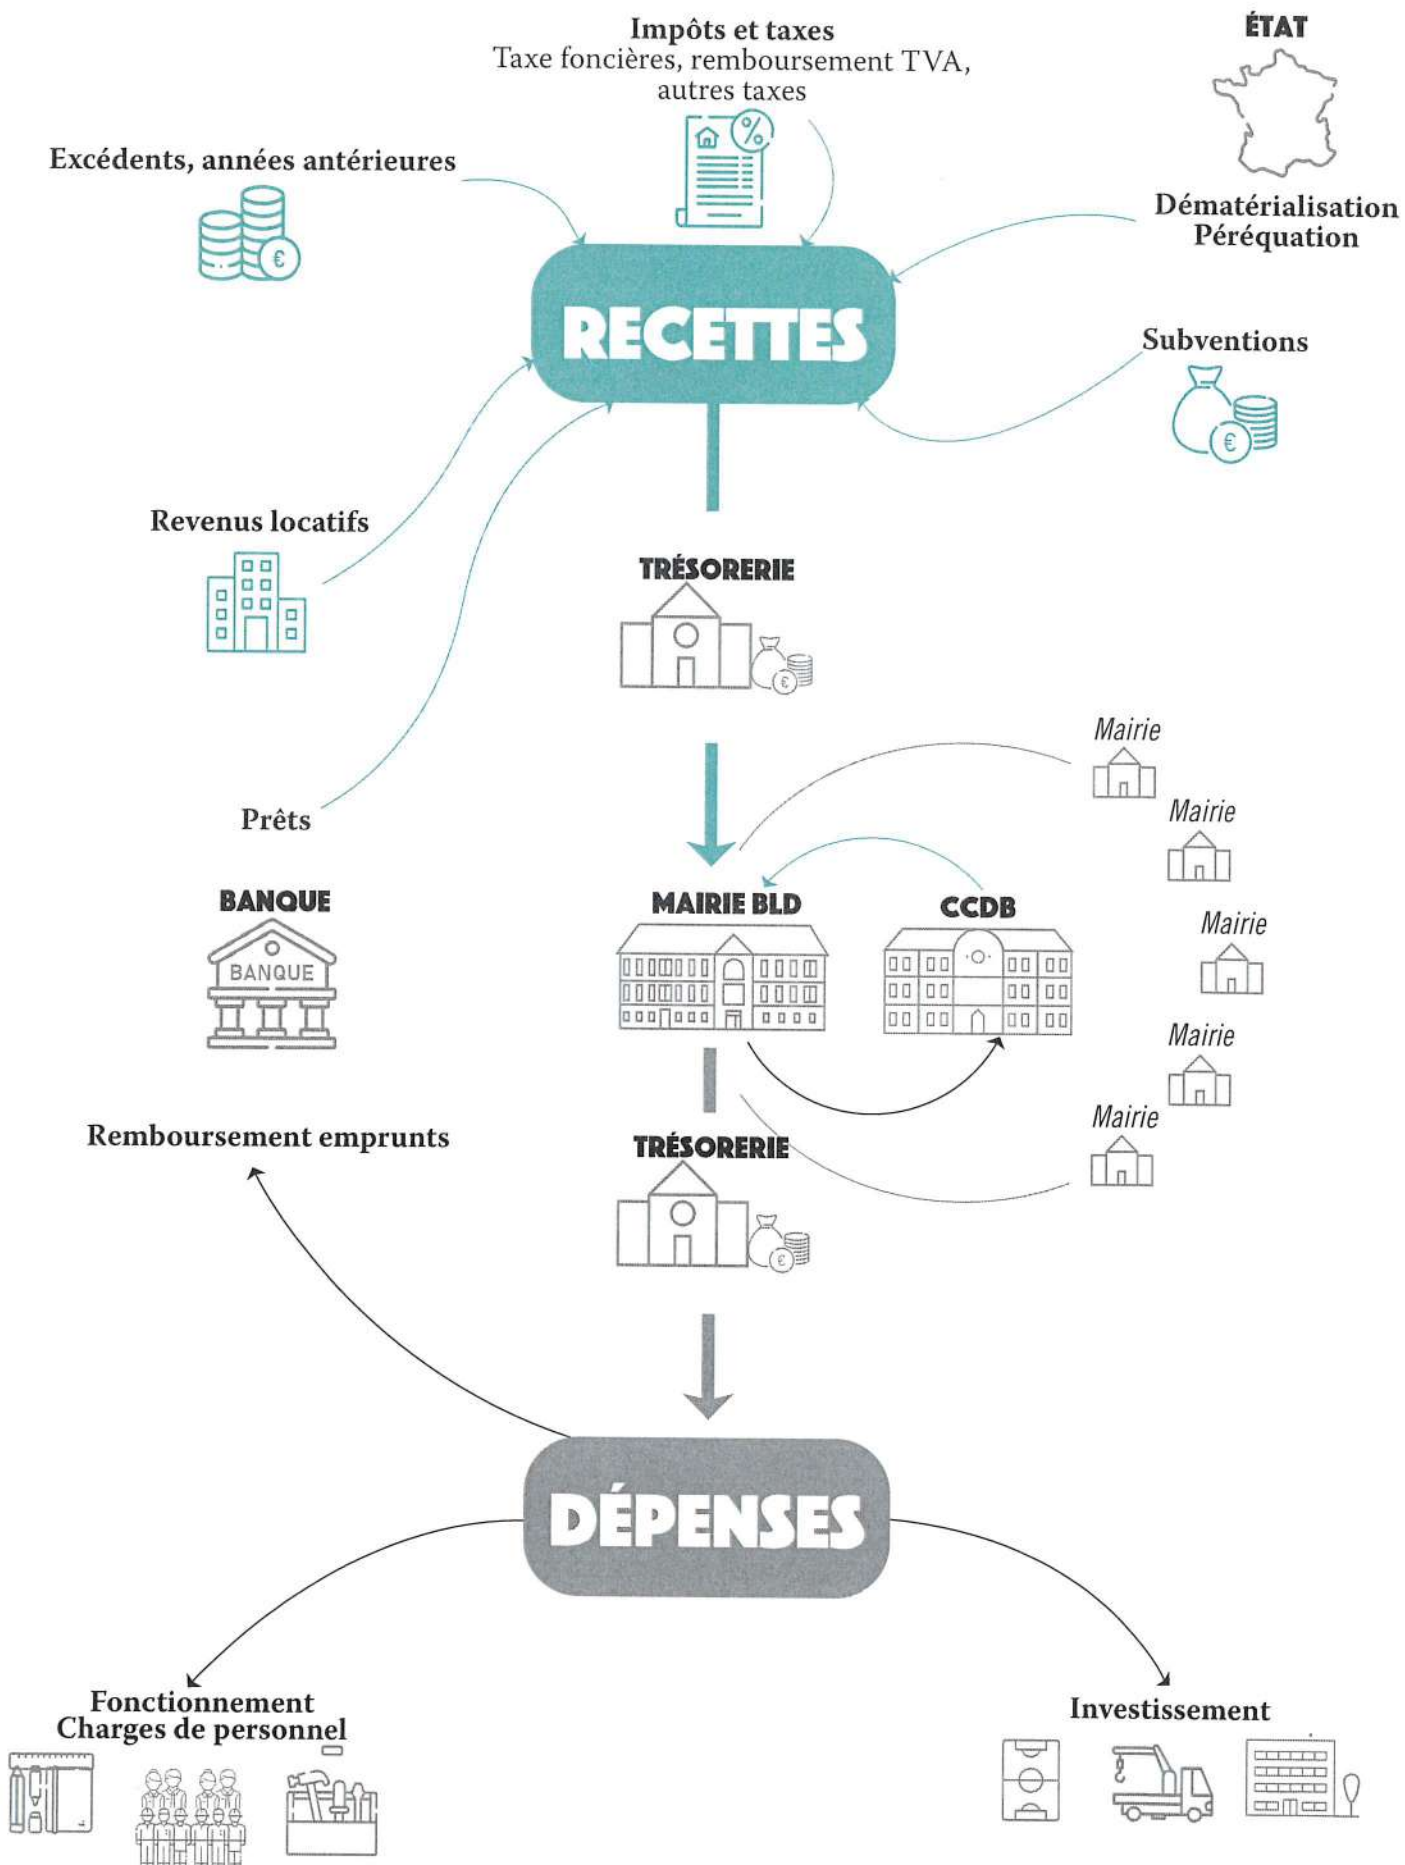 Impôts et taxes
Taxe foncières, remboursement TVA,
autres taxes
ÉTAT
Excédents, années antérieures
Dématérialisation
Péréquation
RECETTES
Subventions
Revenus locatifs
TRÉSORERIE
Mairie
Mairie
Prêts
BANQUE
BANQUE
MAIRIE BLD
CCDB
Mairie
Mairie
Mairie
Remboursement emprunts
TRÉSORERIE
DÉPENSES
Fonctionnement
Charges de personnel
Investissement